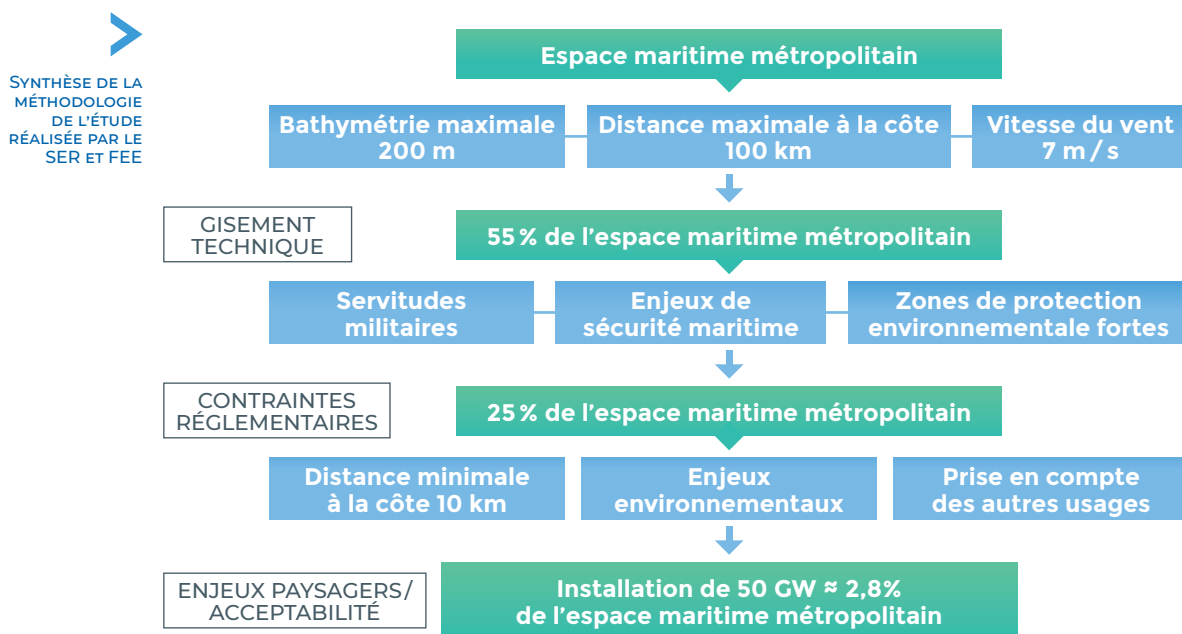 SYNTHÈSE DE LA
MÉTHODOLOGIE
DE L'ÉTUDE
RÉALISÉE PAR LE
SER ET FEE
Espace maritime métropolitain
Bathymétrie maximale
200 m
Distance maximale à la côte
100 km
Vitesse du vent
7 m / s
GISEMENT
TECHNIQUE
55 % de l'espace maritime métropolitain
Servitudes
militaires
Enjeux de
sécurité maritime
Zones de protection
environnementale fortes
CONTRAINTES
RÉGLEMENTAIRES
25 % de l'espace maritime métropolitain
Distance minimale
à la côte 10 km
Enjeux
environnementaux
Prise en compte
des autres usages
ENJEUX PAYSAGERS /
ACCEPTABILITÉ
Installation de 50 GW ≈ 2,8%
de l'espace maritime métropolitain